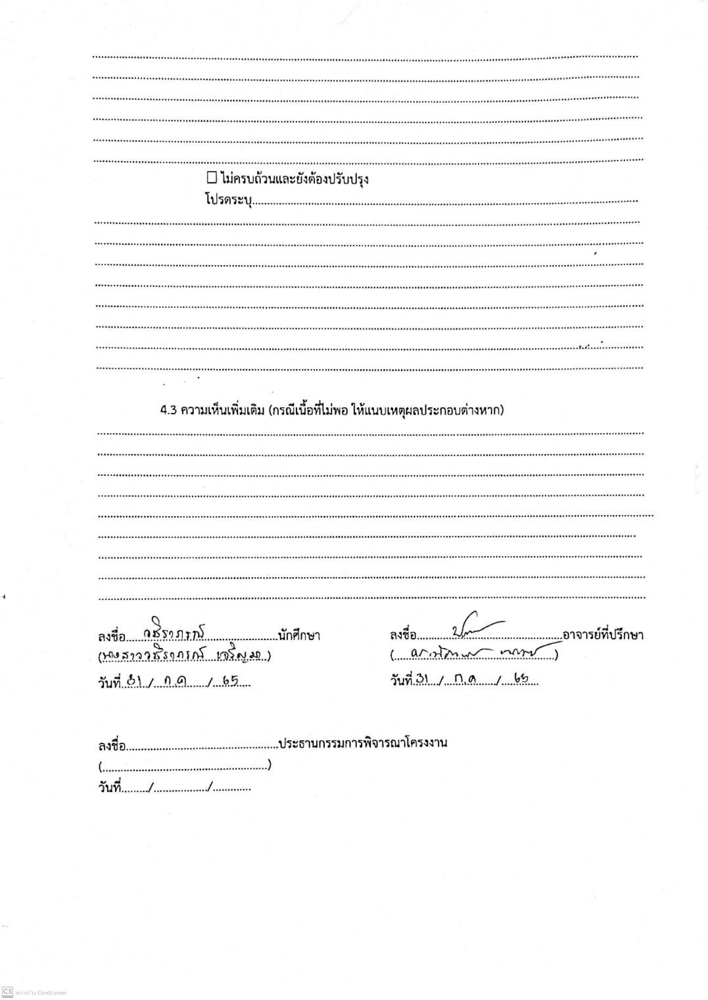 ☐ ไม่ครบถ้วนและยังต้องปรับปรุง
โปรดระบุ
4.3 ความเห็นเพิ่มเติม (กรณีเนื้อที่ไม่พอ ให้แนบเหตุผลประกอบต่างหาก)
ลงชื่อ วชิราภรณ์ นักศึกษา
(นางสาววชิราภรณ์ เจริญมา)
วันที่ 31 / ก.ค / 65
ลงชื่อ อาจารย์ที่ปรึกษา
วันที่ 31 / ก.ค / 65
ลงชื่อ ประธานกรรมการพิจารณาโครงงาน
( )
วันที่ / /
CS สแกนด้วย CamScanner